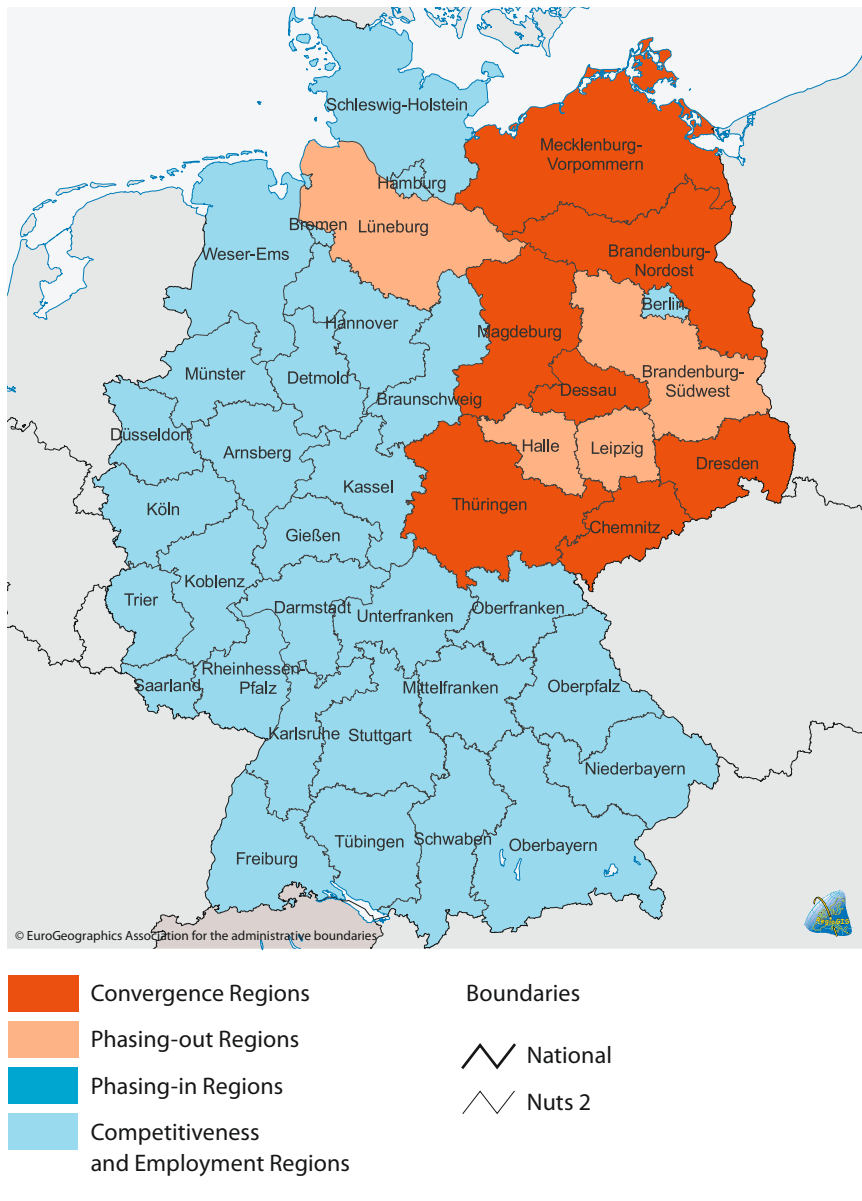 Schleswig-Holstein
Mecklenburg-
Vorpommern
Hamburg
Bremen
Lüneburg
Weser-Ems
Brandenburg-
Nordost
Berlin
Hannover
Magdeburg
Münster
Detmold
Brandenburg-
Südwest
Dessau
Braunschweig
Düsseldorf
Arnsberg
Halle
Leipzig
Dresden
Kassel
Köln
Thüringen
Chemnitz
Gießen
Koblenz
Trier
Darmstadt
Unterfranken
Oberfranken
Rheinhessen-
Pfalz
Saarland
Mittelfranken
Oberpfalz
Karlsruhe
Stuttgart
Niederbayern
Tübingen
Schwaben
Oberbayern
Freiburg
© EuroGeographics Association for the administrative boundaries
Convergence Regions
Phasing-out Regions
Phasing-in Regions
Competitiveness
and Employment Regions
Boundaries
National
Nuts 2